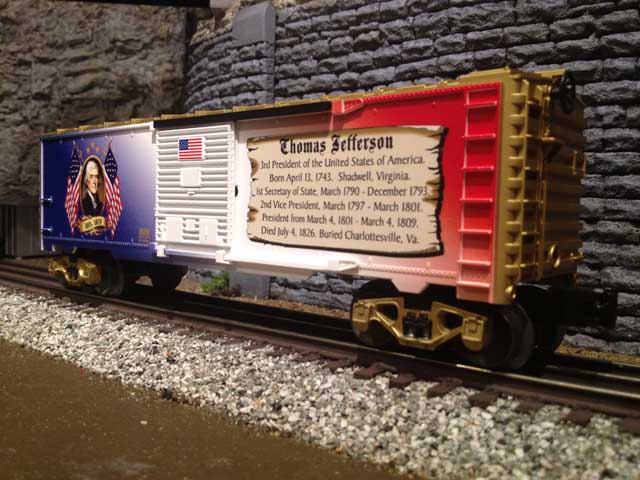 Thomas Jefferson
3rd President of the United States of America.
Born April 13, 1743. Shadwell, Virginia.
1st Secretary of State, March 1790 - December 1793.
2nd Vice President, March 1797 - March 1801.
President from March 4, 1801 - March 4, 1809.
Died July 4, 1826. Buried Charlottesville, Va.